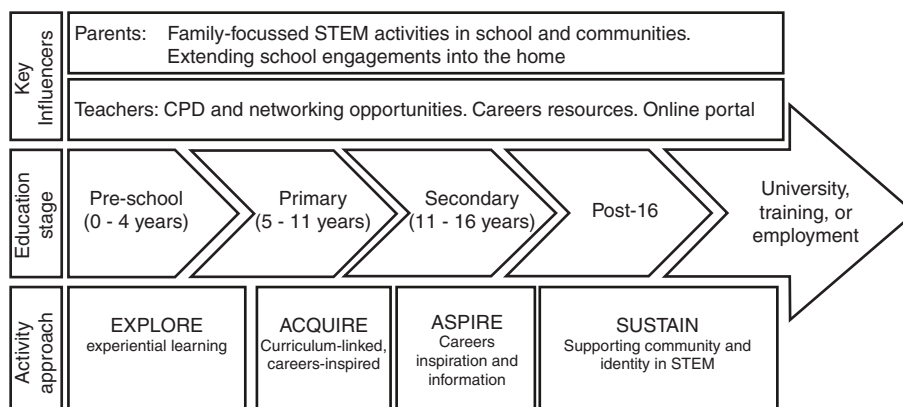 Key
Influencers
Parents: Family-focussed STEM activities in school and communities.
Extending school engagements into the home
Teachers: CPD and networking opportunities. Careers resources. Online portal
Education
stage
Pre-school
(0 - 4 years)
Primary
(5 - 11 years)
Secondary
(11 - 16 years)
Post-16
University,
training, or
employment
Activity
approach
EXPLORE
experiential learning
ACQUIRE
Curriculum-linked,
careers-inspired
ASPIRE
Careers
inspiration and
information
SUSTAIN
Supporting community and
identity in STEM